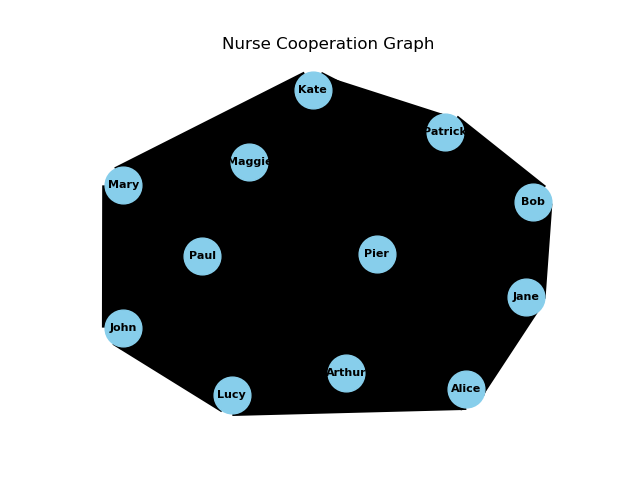 Nurse Cooperation Graph
Kate
Patrick
Maggie
Mary
Bob
Paul
Pier
Jane
John
Arthur
Alice
Lucy